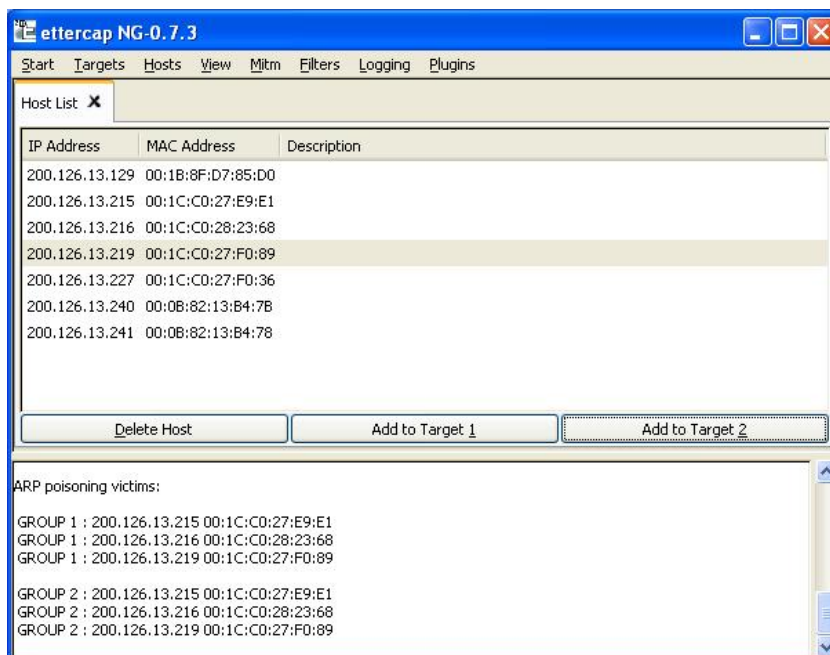 ettercap NG-0.7.3
Start Targets Hosts View Mitm Filters Logging Plugins
Host List X
IP Address MAC Address Description
200.126.13.129 00:1B:8F:D7:85:D0
200.126.13.215 00:1C:C0:27:E9:E1
200.126.13.216 00:1C:C0:28:23:68
200.126.13.219 00:1C:C0:27:F0:89
200.126.13.227 00:1C:C0:27:F0:36
200.126.13.240 00:0B:82:13:B4:7B
200.126.13.241 00:0B:82:13:B4:78
Delete Host Add to Target 1 Add to Target 2
ARP poisoning victims:
GROUP 1 : 200.126.13.215 00:1C:C0:27:E9:E1
GROUP 1 : 200.126.13.216 00:1C:C0:28:23:68
GROUP 1 : 200.126.13.219 00:1C:C0:27:F0:89
GROUP 2 : 200.126.13.215 00:1C:C0:27:E9:E1
GROUP 2 : 200.126.13.216 00:1C:C0:28:23:68
GROUP 2 : 200.126.13.219 00:1C:C0:27:F0:89